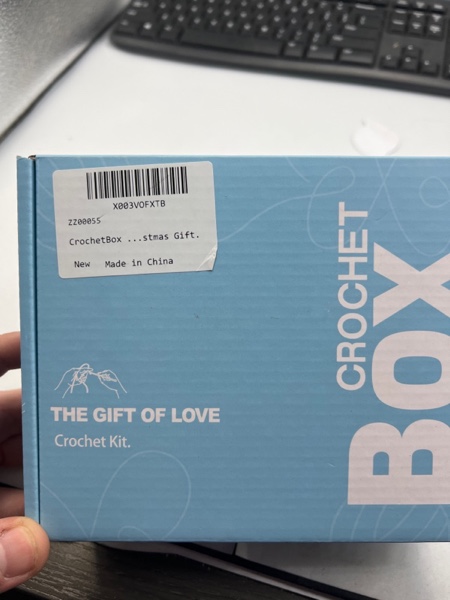 X003VOFXTB
ZZ00055
CrochetBox ...stmas Gift.
New Made in China
CROCHET
BOX
THE GIFT OF LOVE
Crochet Kit.